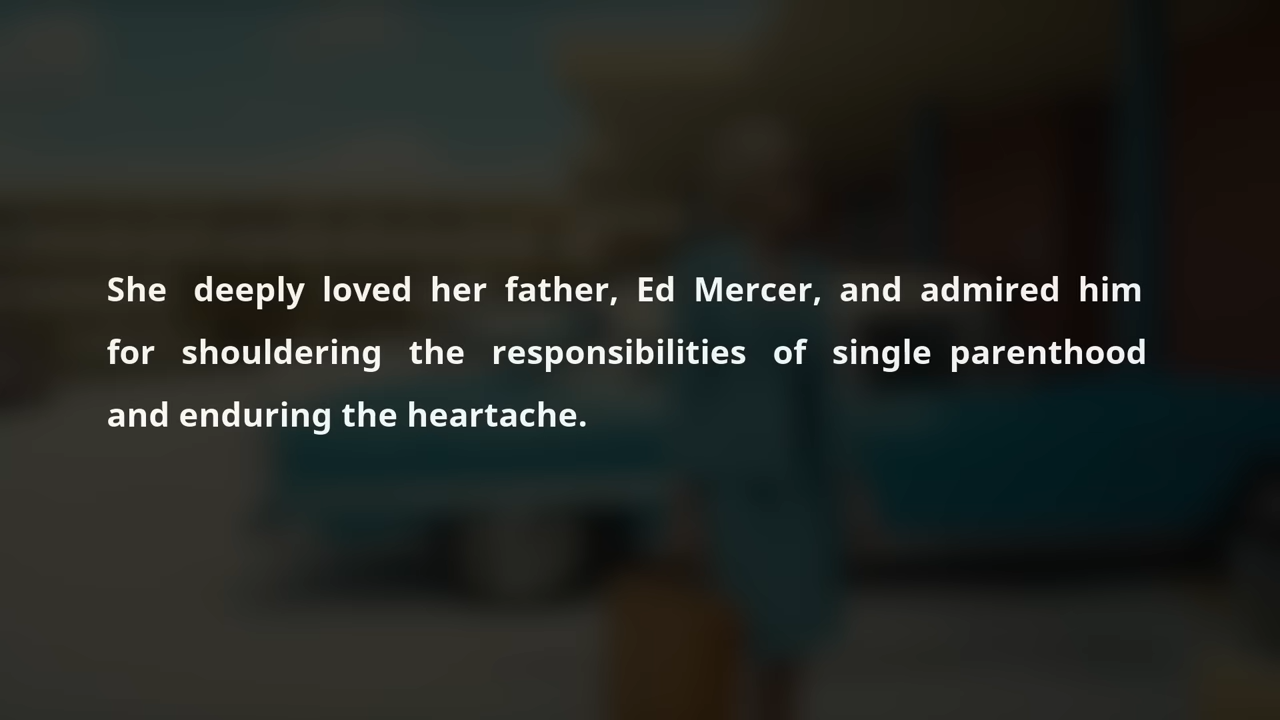 She deeply loved her father, Ed Mercer, and admired him
for shouldering the responsibilities of single parenthood
and enduring the heartache.